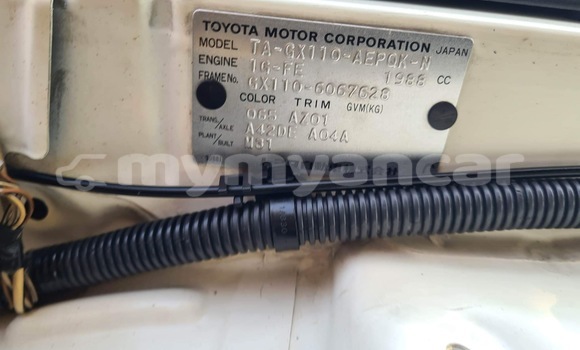 TOYOTA MOTOR CORPORATION JAPAN
MODEL TA-GX110-AEPQK-N
ENGINE 1G-FE 1988 CC
FRAME No. GX110-6067628
COLOR TRIM GVM(KG)
065 AZ01
TRANS/AXLE A42DE A04A
PLANT/BUILT M91
mymyancar